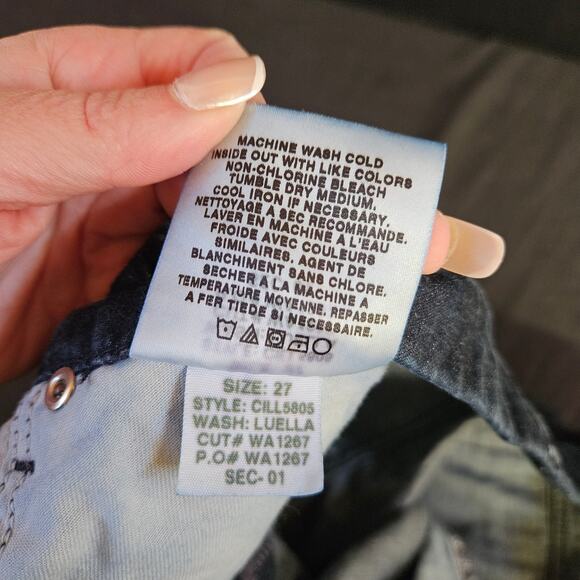 MACHINE WASH COLD
INSIDE OUT WITH LIKE COLORS
NON-CHLORINE BLEACH
TUMBLE DRY MEDIUM.
COOL IRON IF NECESSARY.
NETTOYAGE A SEC RECOMMANDE.
LAVER EN MACHINE À L'EAU
FROIDE AVEC COULEURS
SIMILAIRES. AGENT DE
BLANCHIMENT SANS CHLORE.
SECHER A LA MACHINE A
TEMPERATURE MOYENNE. REPASSER
A FER TIEDE SI NECESSAIRE.
SIZE: 27
STYLE: CILL5805
WASH: LUELLA
CUT# WA1267
P.O# WA1267
SEC- 01